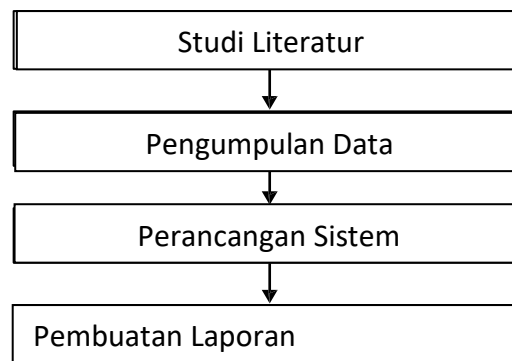 Studi Literatur
Pengumpulan Data
Perancangan Sistem
Pembuatan Laporan